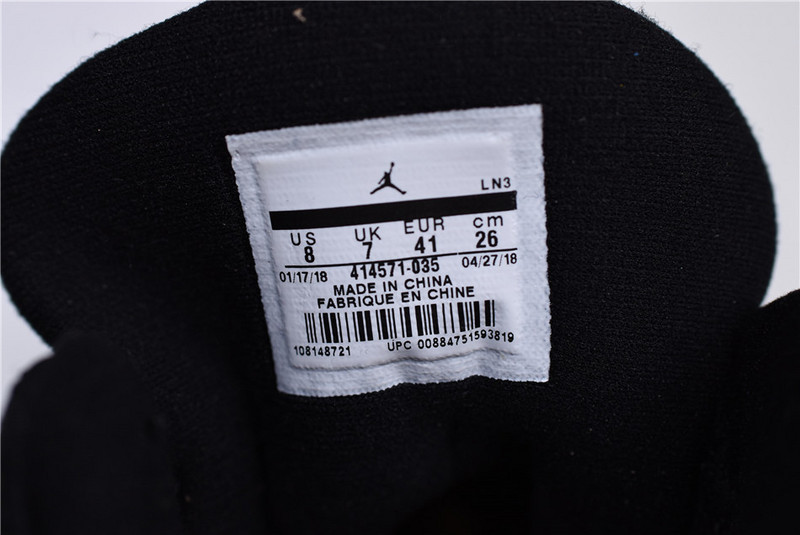 LN3
US UK EUR cm
8 7 41 26
01/17/18 414571-035 04/27/18
MADE IN CHINA
FABRIQUE EN CHINE
108148721 UPC 00884751593819